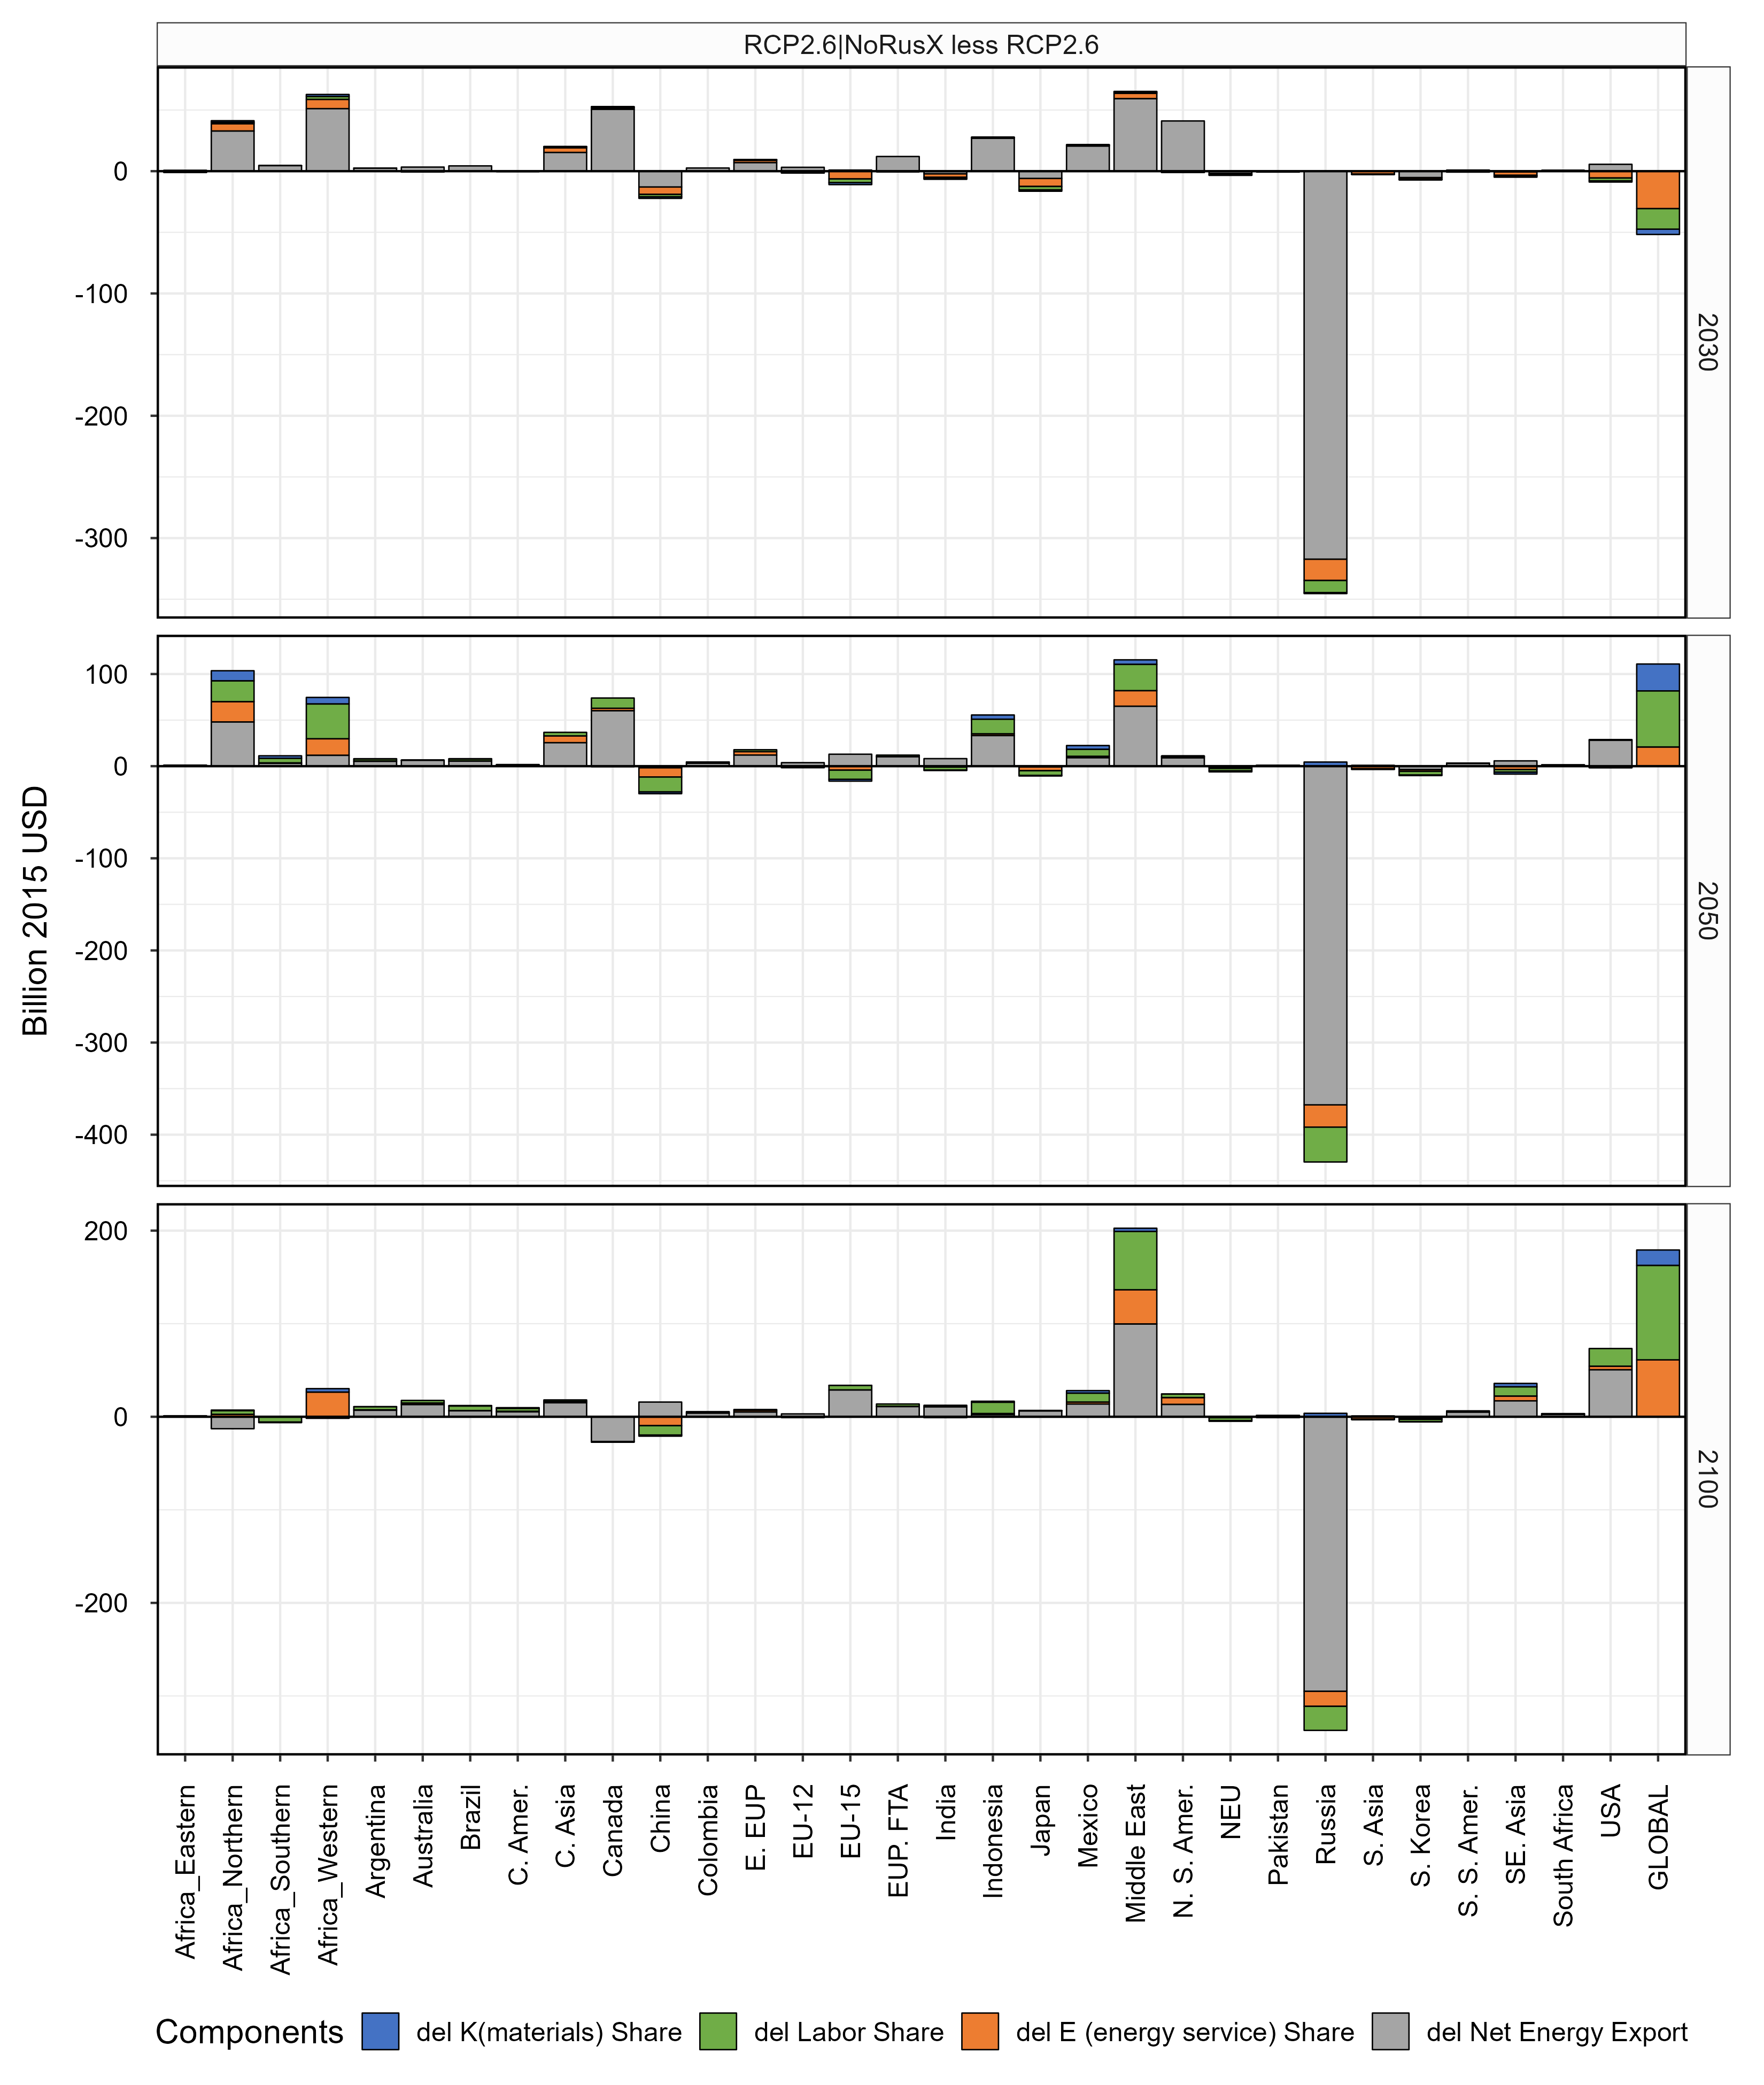 RCP2.6|NoRusX less RCP2.6
0
-100
-200
-300
2030
Billion 2015 USD
100
0
-100
-200
-300
-400
2050
200
0
-200
2100
Africa_Eastern
Africa_Northern
Africa_Southern
Africa_Western
Argentina
Australia
Brazil
C. Amer.
C. Asia
Canada
China
Colombia
E. EUP
EU-12
EU-15
EUP. FTA
India
Indonesia
Japan
Mexico
Middle East
N. S. Amer.
NEU
Pakistan
Russia
S. Asia
S. Korea
S. S. Amer.
SE. Asia
South Africa
USA
GLOBAL
Components del K(materials) Share del Labor Share del E (energy service) Share del Net Energy Export